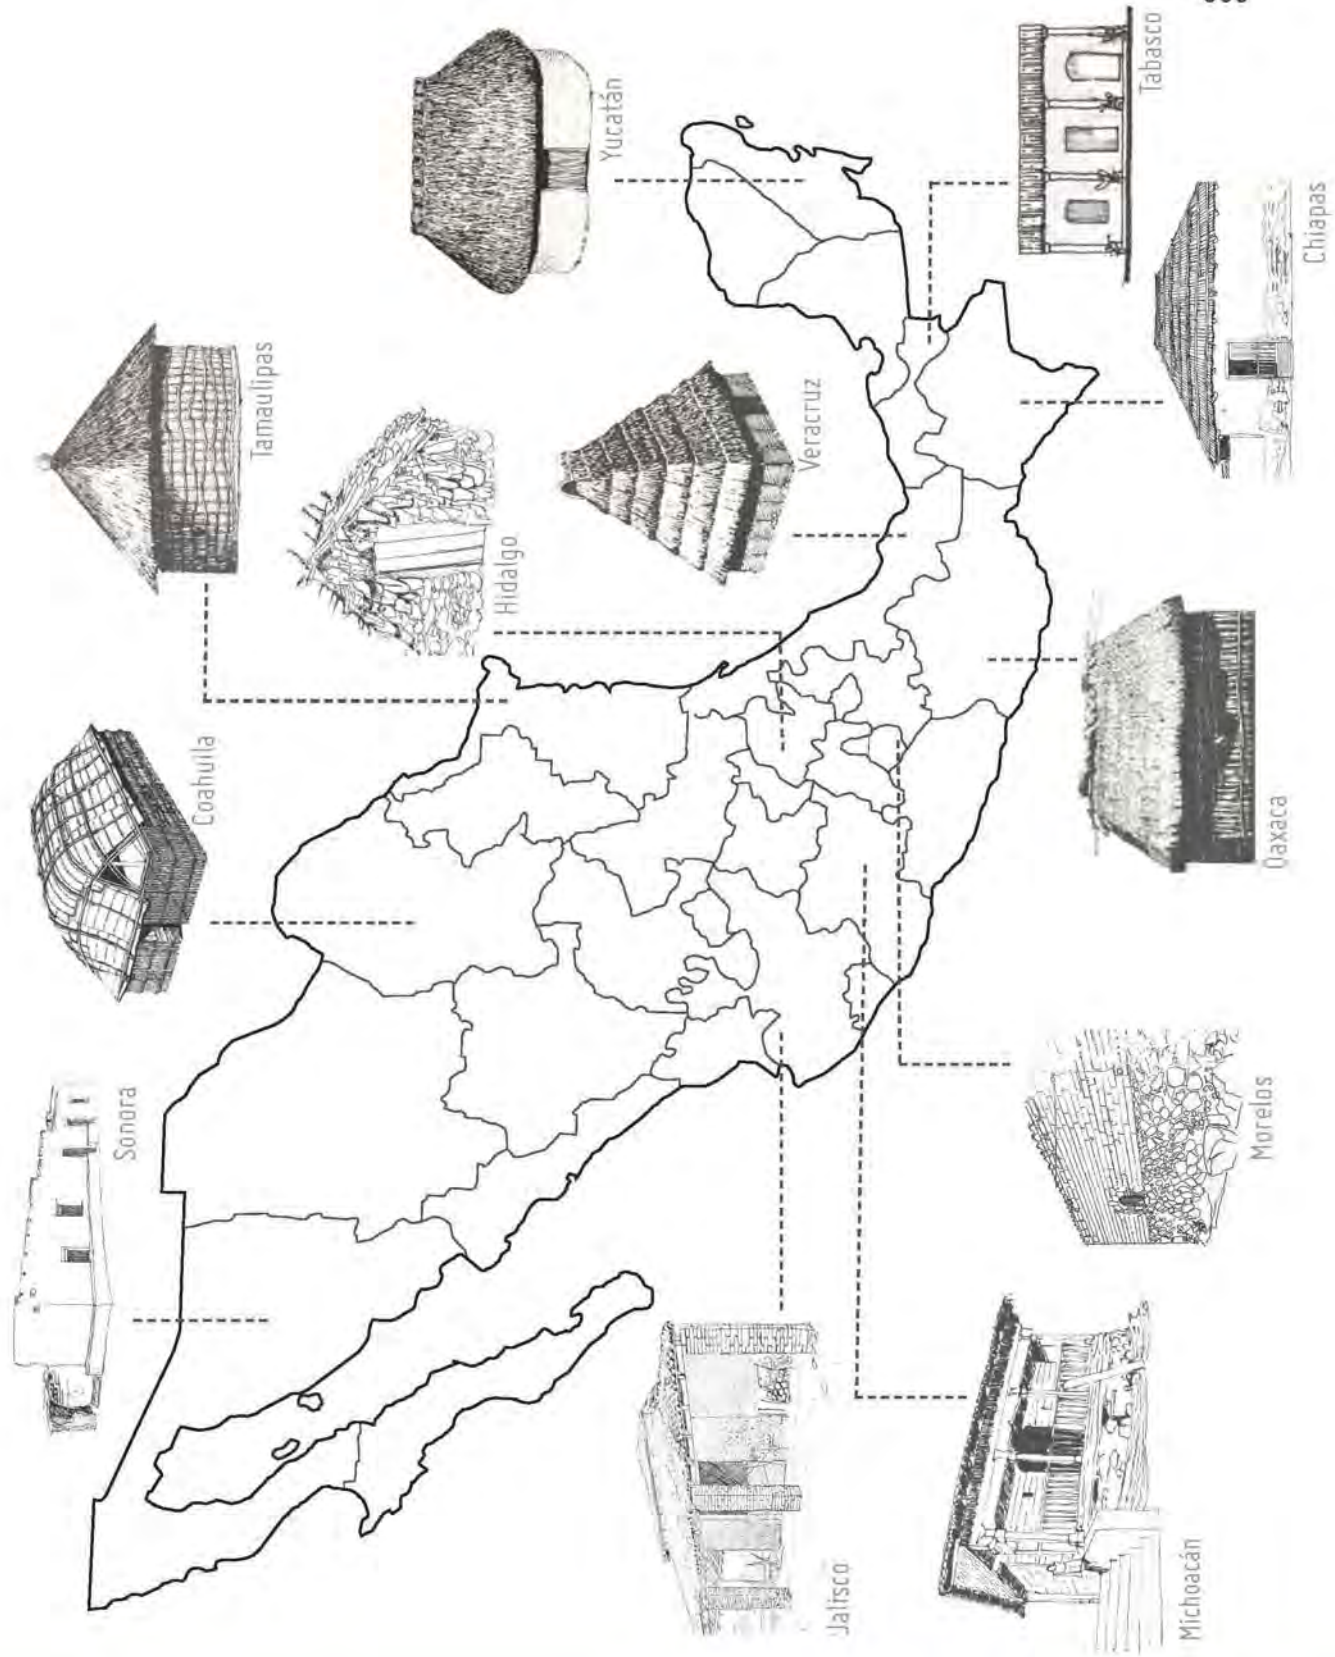 Sonora
Coahuila
Tamaulipas
Hidalgo
Yucatán
Veracruz
Tabasco
Chiapas
Oaxaca
Morelos
Jalisco
Michoacán